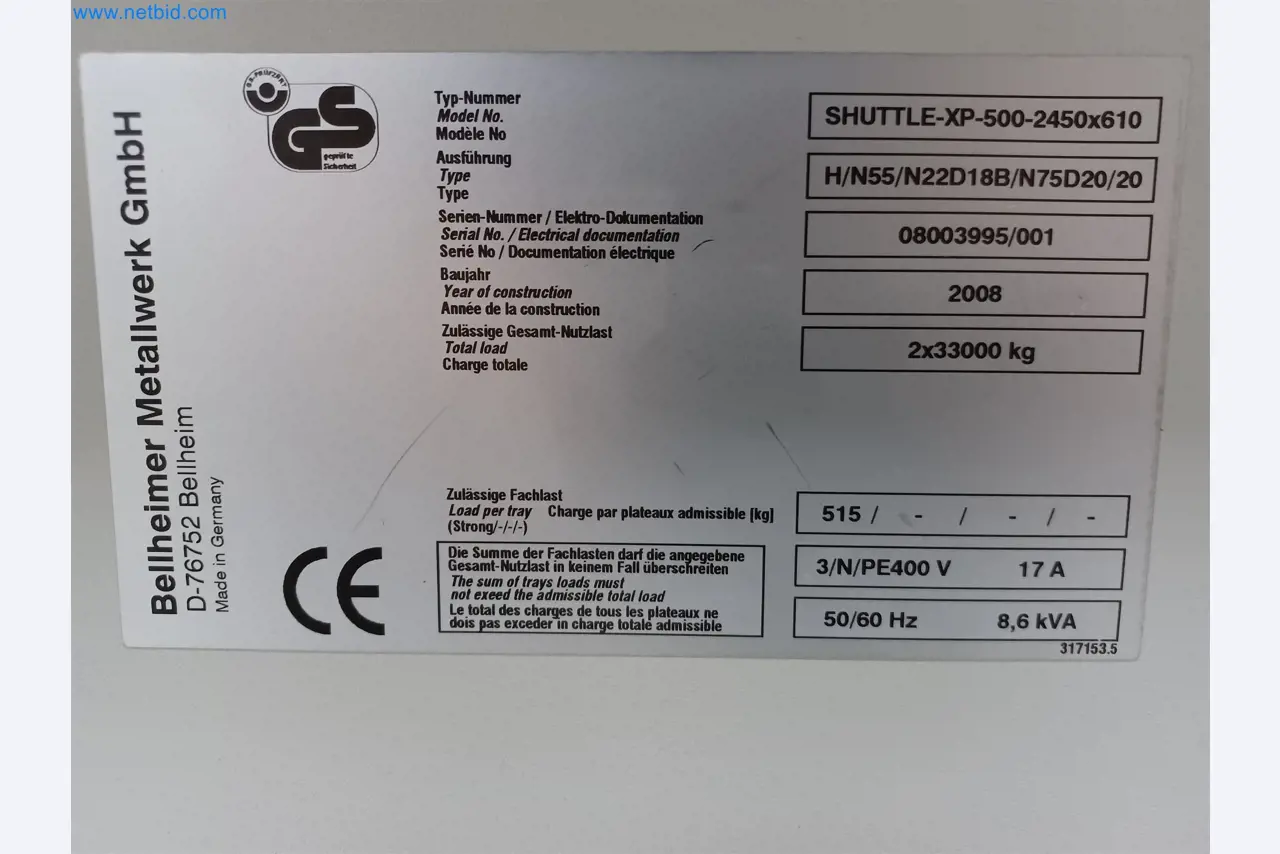 www.netbid.com
Bellheimer Metallwerk GmbH
D-76752 Bellheim
Made in Germany
GS
geprüfte
Sicherheit
Typ-Nummer
Model No.
Modèle No
SHUTTLE-XP-500-2450x610
Ausführung
Type
Type
H/N55/N22D18B/N75D20/20
Serien-Nummer / Elektro-Dokumentation
Serial No. / Electrical documentation
Serié No / Documentation électrique
08003995/001
Baujahr
Year of construction
Année de la construction
2008
Zulässige Gesamt-Nutzlast
Total load
Charge totale
2x33000 kg
Zulässige Fachlast
Load per tray Charge par plateaux admissible [kg]
(Strong/-/-/-)
515 / - / - / -
Die Summe der Fachlasten darf die angegebene
Gesamt-Nutzlast in keinem Fall überschreiten
The sum of trays loads must
not exeed the admissible total load
Le total des charges de tous les plateaux ne
dois pas exceder in charge totale admissible
3/N/PE400 V 17 A
50/60 Hz 8,6 kVA
317153.5
CE